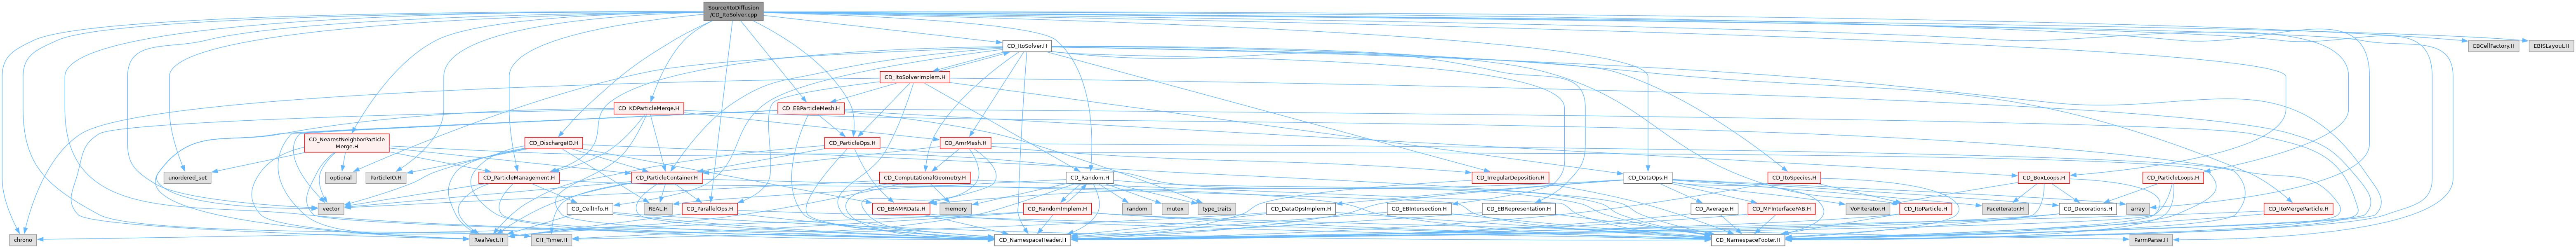 Source/ItoDiffusion
/CD_ItoSolver.cpp
CD_ItoSolver.H
EBCellFactory.H
EBISLayout.H
CD_ItoSolverImplem.H
CD_KDParticleMerge.H
CD_EBParticleMesh.H
CD_NearestNeighborParticle
Merge.H
CD_DischargeIO.H
CD_ParticleOps.H
CD_AmrMesh.H
unordered_set
optional
ParticleIO.H
CD_ParticleManagement.H
CD_ParticleContainer.H
CD_ComputationalGeometry.H
CD_Random.H
CD_IrregularDeposition.H
CD_DataOps.H
CD_ItoSpecies.H
CD_BoxLoops.H
CD_ParticleLoops.H
vector
CD_CellInfo.H
REAL.H
CD_ParallelOps.H
CD_EBAMRData.H
memory
CD_RandomImplem.H
random
mutex
type_traits
CD_DataOpsImplem.H
CD_EBIntersection.H
CD_EBRepresentation.H
CD_Average.H
CD_MFInterfaceFAB.H
VoFIterator.H
CD_ItoParticle.H
FaceIterator.H
CD_Decorations.H
array
CD_ItoMergeParticle.H
chrono
RealVect.H
CH_Timer.H
CD_NamespaceHeader.H
CD_NamespaceFooter.H
ParmParse.H